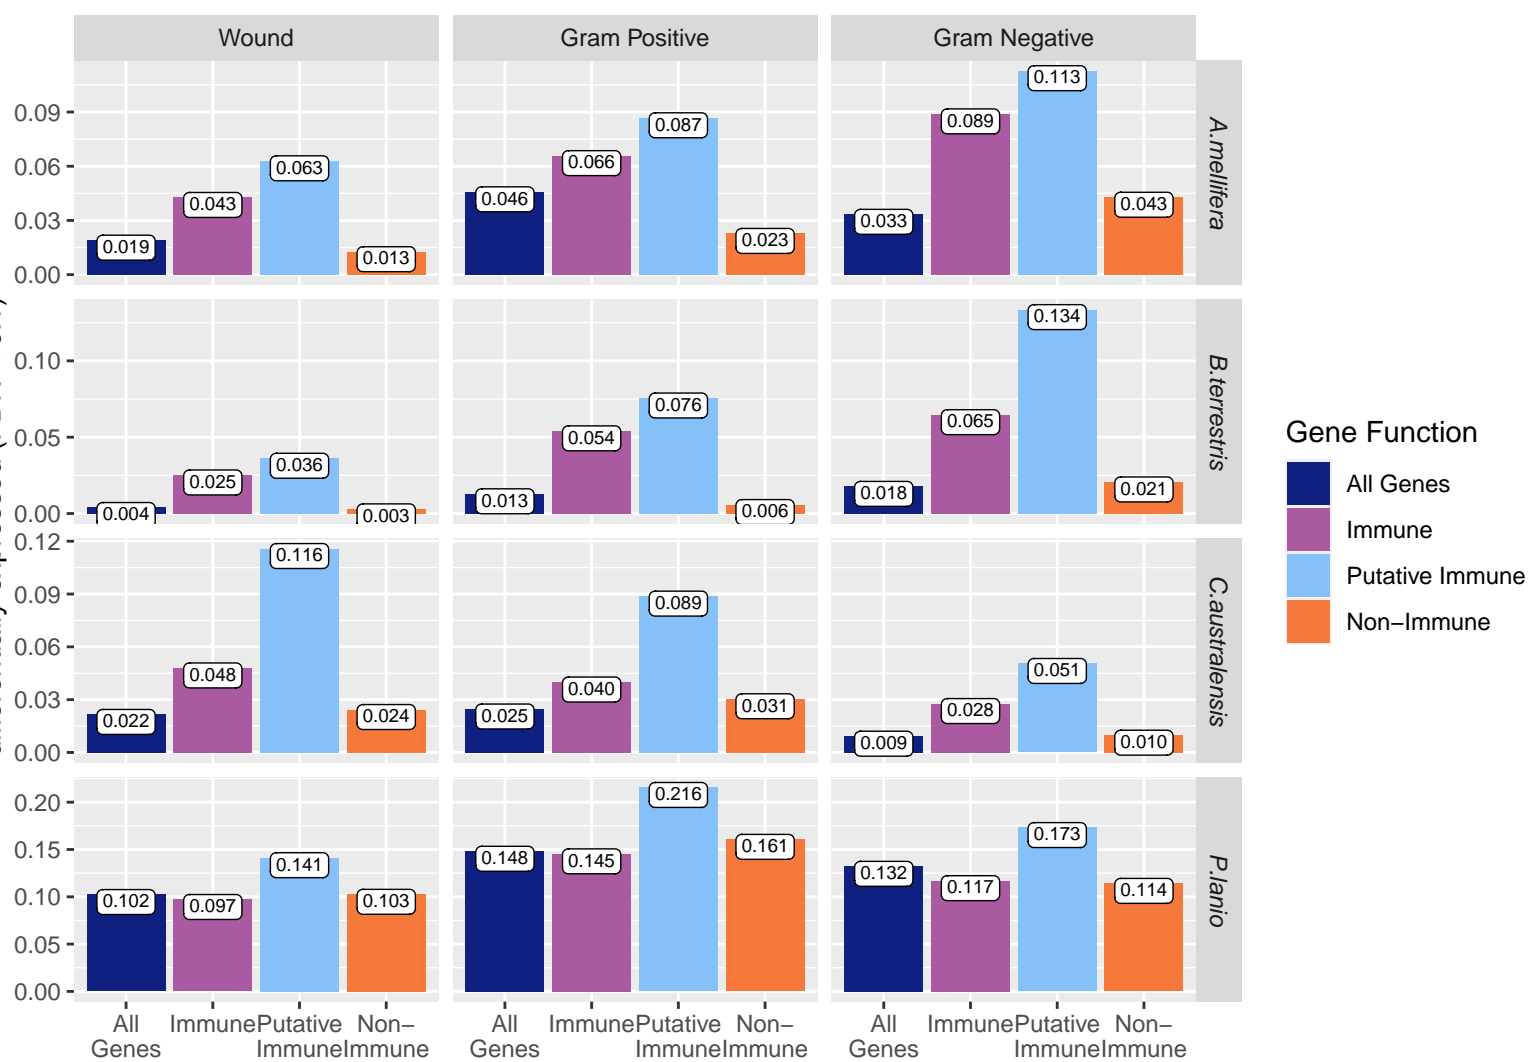 Wound
Gram Positive
Gram Negative
0.09
0.06
0.03
0.00
0.019
0.043
0.063
0.013
0.046
0.066
0.087
0.023
0.033
0.089
0.113
0.043
A.mellifera
0.10
0.05
0.00
0.004
0.025
0.036
0.003
0.013
0.054
0.076
0.006
0.018
0.065
0.134
0.021
B.terrestris
0.12
0.09
0.06
0.03
0.00
0.022
0.048
0.116
0.024
0.025
0.040
0.089
0.031
0.009
0.028
0.051
0.010
C.australensis
0.20
0.15
0.10
0.05
0.00
0.102
0.097
0.141
0.103
0.148
0.145
0.216
0.161
0.132
0.117
0.173
0.114
P.lanio
All
Genes
Immune
Putative
Immune
Non−
Immune
All
Genes
Immune
Putative
Immune
Non−
Immune
All
Genes
Immune
Putative
Immune
Non−
Immune
Gene Function
All Genes
Immune
Putative Immune
Non−Immune